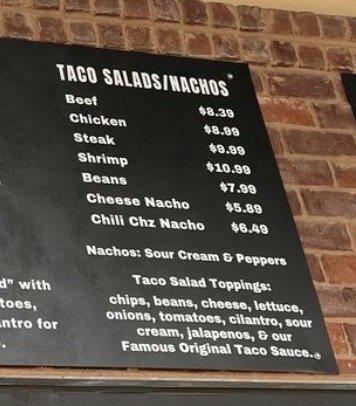 TACO SALADS/NACHOS
Beef $8.39
Chicken $8.99
Steak $9.99
Shrimp $10.99
Beans $7.99
Cheese Nacho $5.89
Chili Chz Nacho $6.49
Nachos: Sour Cream & Peppers
Taco Salad Toppings:
chips, beans, cheese, lettuce,
onions, tomatoes, cilantro, sour
cream, jalapenos, & our
Famous Original Taco Sauce.
d" with
toes,
ntro for
.